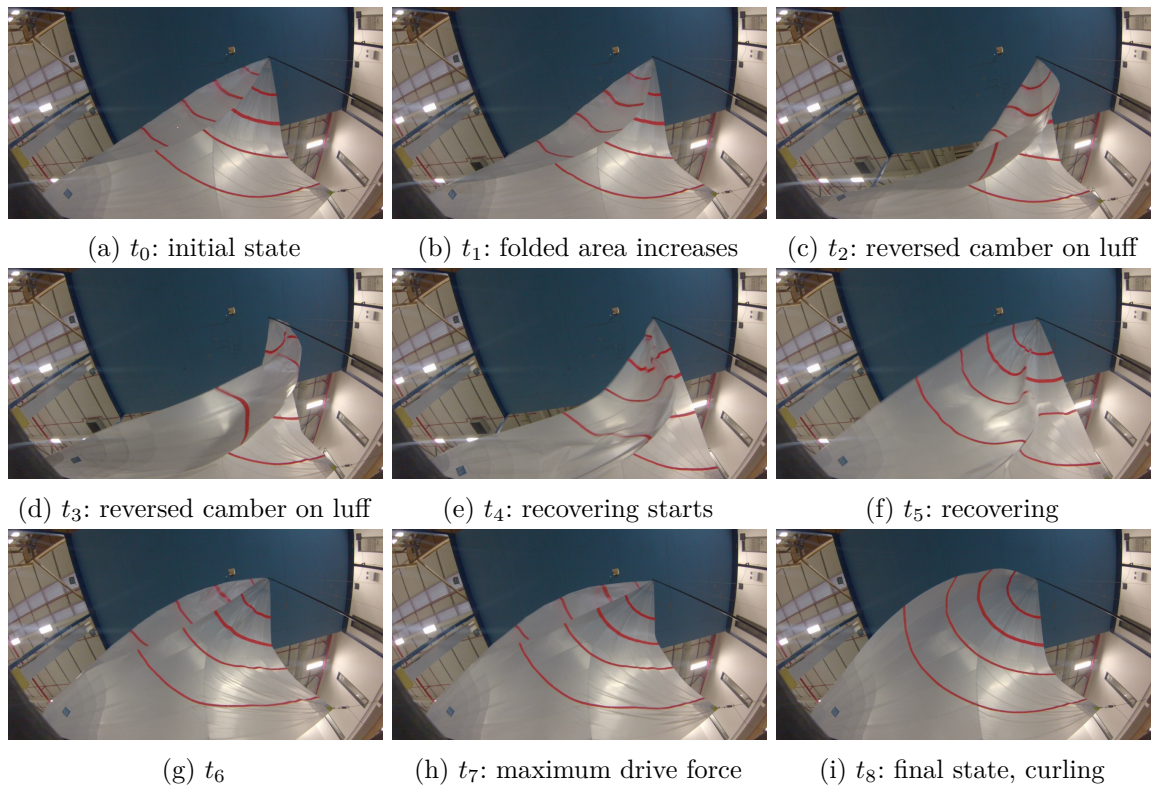 (a) t₀: initial state
(b) t₁: folded area increases
(c) t₂: reversed camber on luff
(d) t₃: reversed camber on luff
(e) t₄: recovering starts
(f) t₅: recovering
(g) t₆
(h) t₇: maximum drive force
(i) t₈: final state, curling